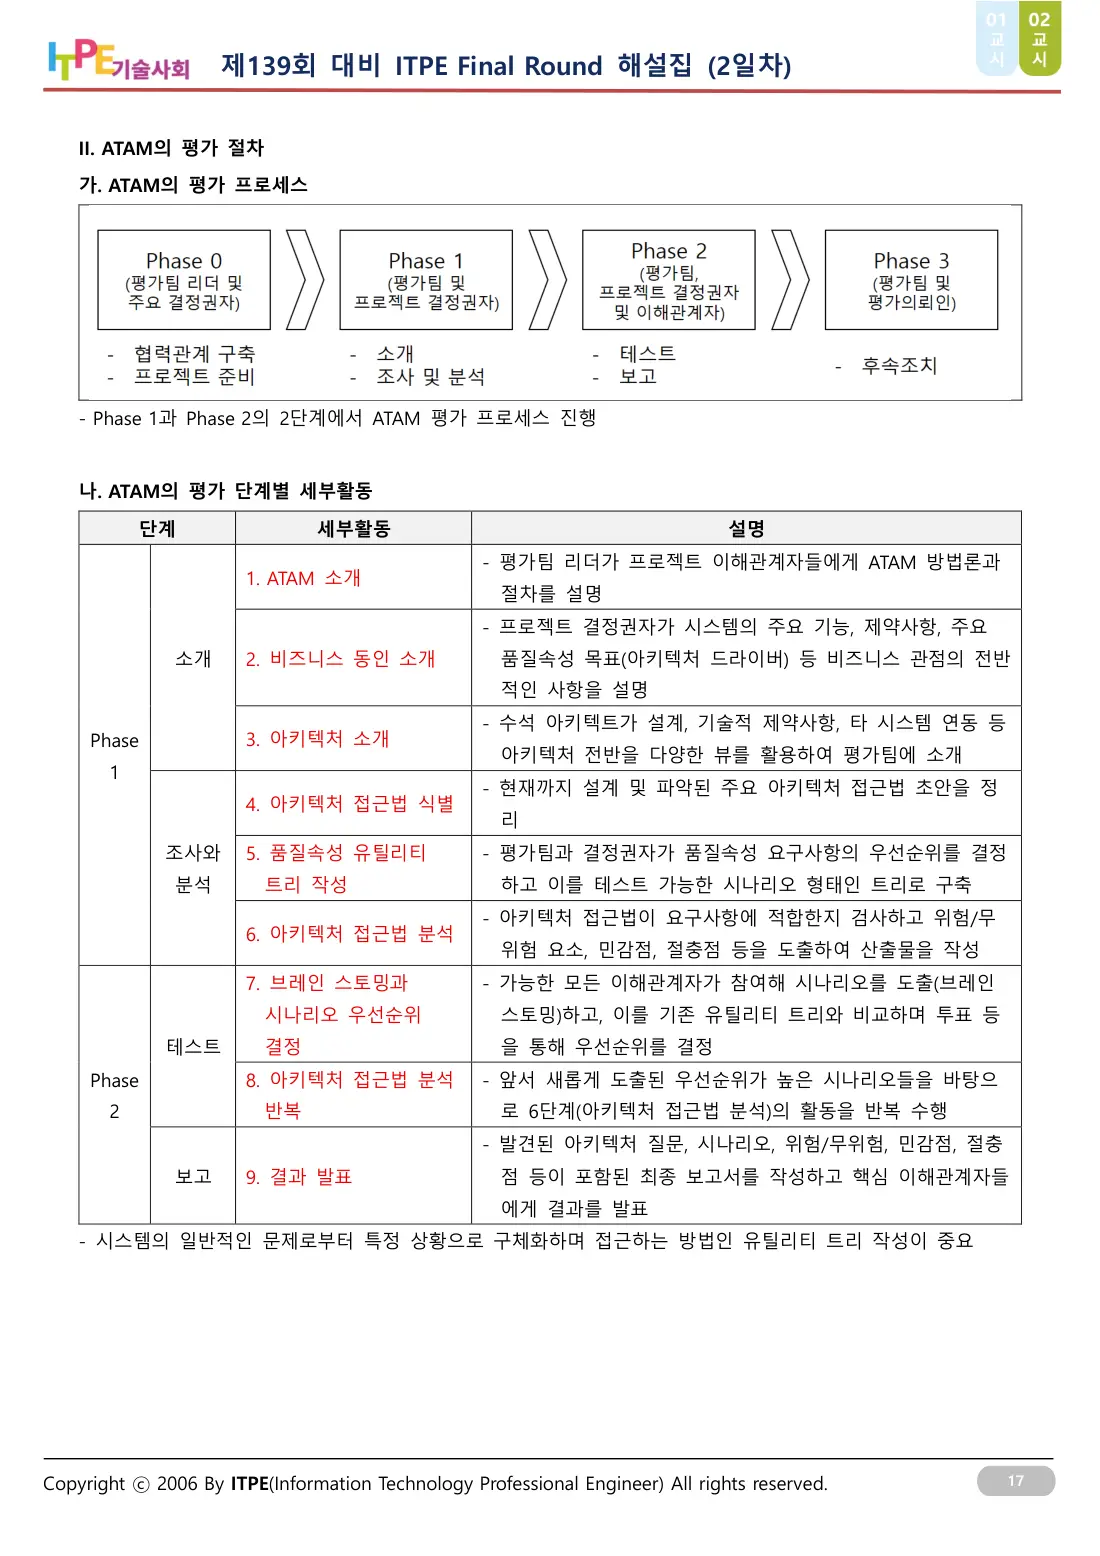 ITPE기술사회 제139회 대비 ITPE Final Round 해설집 (2일차)
01
교
시
02
교
시
II. ATAM의 평가 절차
가. ATAM의 평가 프로세스
Phase 0
(평가팀 리더 및
주요 결정권자)
- 협력관계 구축
- 프로젝트 준비
Phase 1
(평가팀 및
프로젝트 결정권자)
- 소개
- 조사 및 분석
Phase 2
(평가팀,
프로젝트 결정권자
및 이해관계자)
- 테스트
- 보고
Phase 3
(평가팀 및
평가의뢰인)
- 후속조치
- Phase 1과 Phase 2의 2단계에서 ATAM 평가 프로세스 진행
나. ATAM의 평가 단계별 세부활동
단계 세부활동 설명
Phase
1
소개
1. ATAM 소개
- 평가팀 리더가 프로젝트 이해관계자들에게 ATAM 방법론과
절차를 설명
2. 비즈니스 동인 소개
- 프로젝트 결정권자가 시스템의 주요 기능, 제약사항, 주요
품질속성 목표(아키텍처 드라이버) 등 비즈니스 관점의 전반
적인 사항을 설명
3. 아키텍처 소개
- 수석 아키텍트가 설계, 기술적 제약사항, 타 시스템 연동 등
아키텍처 전반을 다양한 뷰를 활용하여 평가팀에 소개
조사와
분석
4. 아키텍처 접근법 식별
- 현재까지 설계 및 파악된 주요 아키텍처 접근법 초안을 정
리
5. 품질속성 유틸리티
트리 작성
- 평가팀과 결정권자가 품질속성 요구사항의 우선순위를 결정
하고 이를 테스트 가능한 시나리오 형태인 트리로 구축
6. 아키텍처 접근법 분석
- 아키텍처 접근법이 요구사항에 적합한지 검사하고 위험/무
위험 요소, 민감점, 절충점 등을 도출하여 산출물을 작성
Phase
2
테스트
7. 브레인 스토밍과
시나리오 우선순위
결정
- 가능한 모든 이해관계자가 참여해 시나리오를 도출(브레인
스토밍)하고, 이를 기존 유틸리티 트리와 비교하며 투표 등
을 통해 우선순위를 결정
8. 아키텍처 접근법 분석
반복
- 앞서 새롭게 도출된 우선순위가 높은 시나리오들을 바탕으
로 6단계(아키텍처 접근법 분석)의 활동을 반복 수행
보고
9. 결과 발표
- 발견된 아키텍처 질문, 시나리오, 위험/무위험, 민감점, 절충
점 등이 포함된 최종 보고서를 작성하고 핵심 이해관계자들
에게 결과를 발표
- 시스템의 일반적인 문제로부터 특정 상황으로 구체화하며 접근하는 방법인 유틸리티 트리 작성이 중요
Copyright ⓒ 2006 By ITPE(Information Technology Professional Engineer) All rights reserved.
17